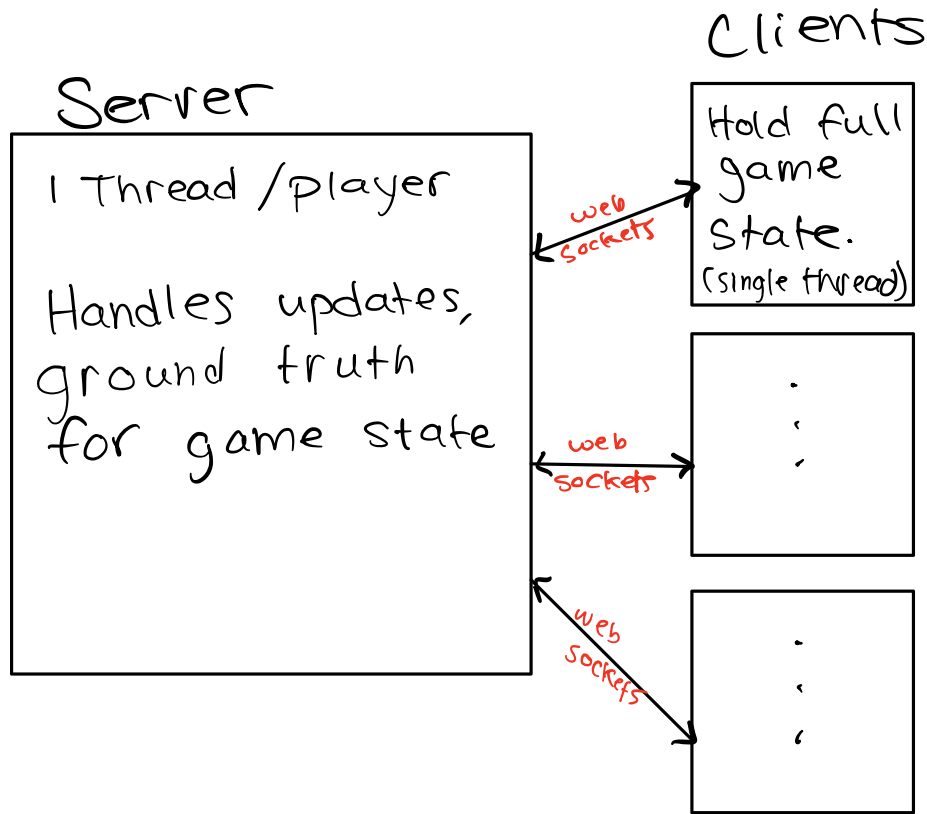 Clients
Server
1 Thread/player
Handles updates,
ground truth
for game state
Hold full
game
state.
(single thread)
web
sockets
web
sockets
web
sockets